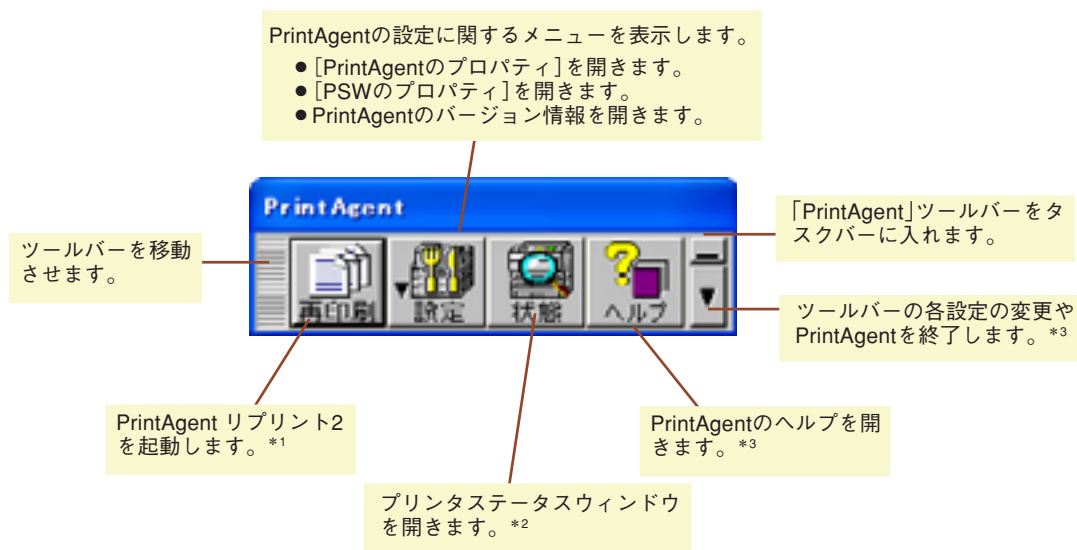 PrintAgentの設定に関するメニューを表示します。
●[PrintAgentのプロパティ]を開きます。
●[PSWのプロパティ]を開きます。
●PrintAgentのバージョン情報を開きます。
PrintAgent
ツールバーを移動
させます。
「PrintAgent」ツールバーをタ
スクバーに入れます。
再印刷
設定
状態
ヘルプ
ツールバーの各設定の変更や
PrintAgentを終了します。*3
PrintAgent リプリント2
を起動します。*1
PrintAgentのヘルプを開
きます。*3
プリンタステータスウィンドウ
を開きます。*2